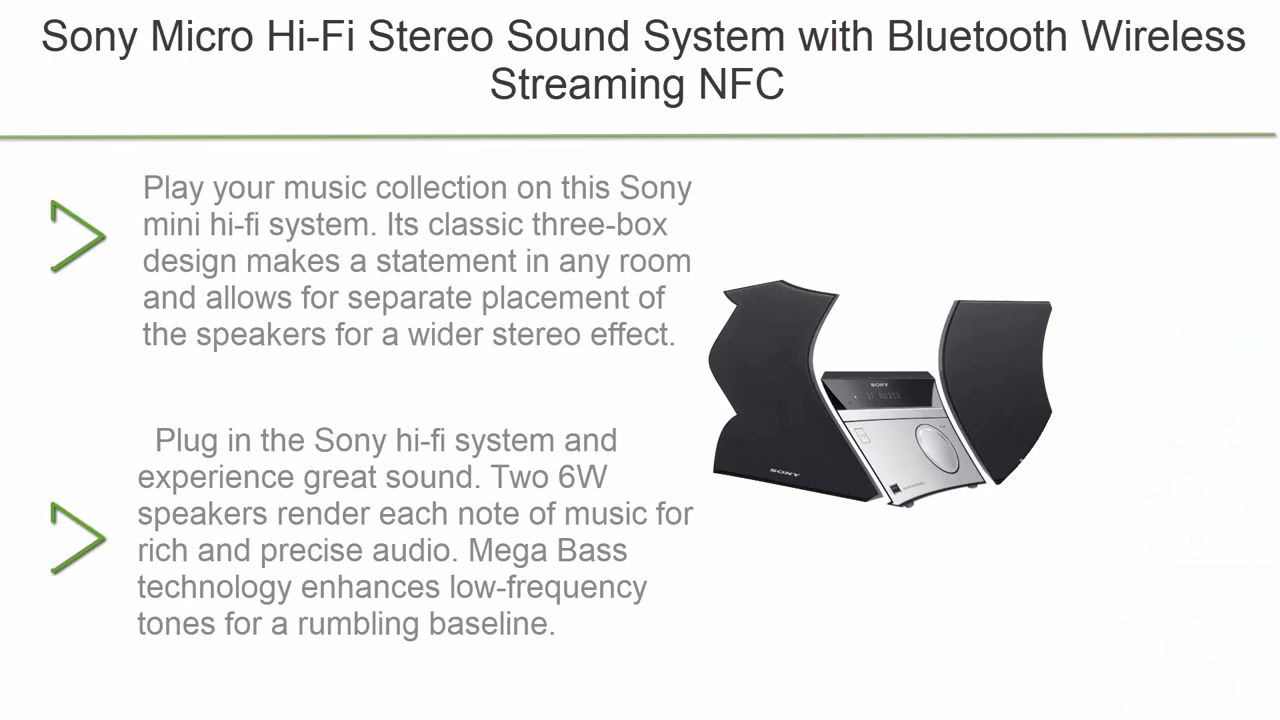 Sony Micro Hi-Fi Stereo Sound System with Bluetooth Wireless
Streaming NFC
Play your music collection on this Sony
mini hi-fi system. Its classic three-box
design makes a statement in any room
and allows for separate placement of
the speakers for a wider stereo effect.
Plug in the Sony hi-fi system and
experience great sound. Two 6W
speakers render each note of music for
rich and precise audio. Mega Bass
technology enhances low-frequency
tones for a rumbling baseline.
SONY
SONY